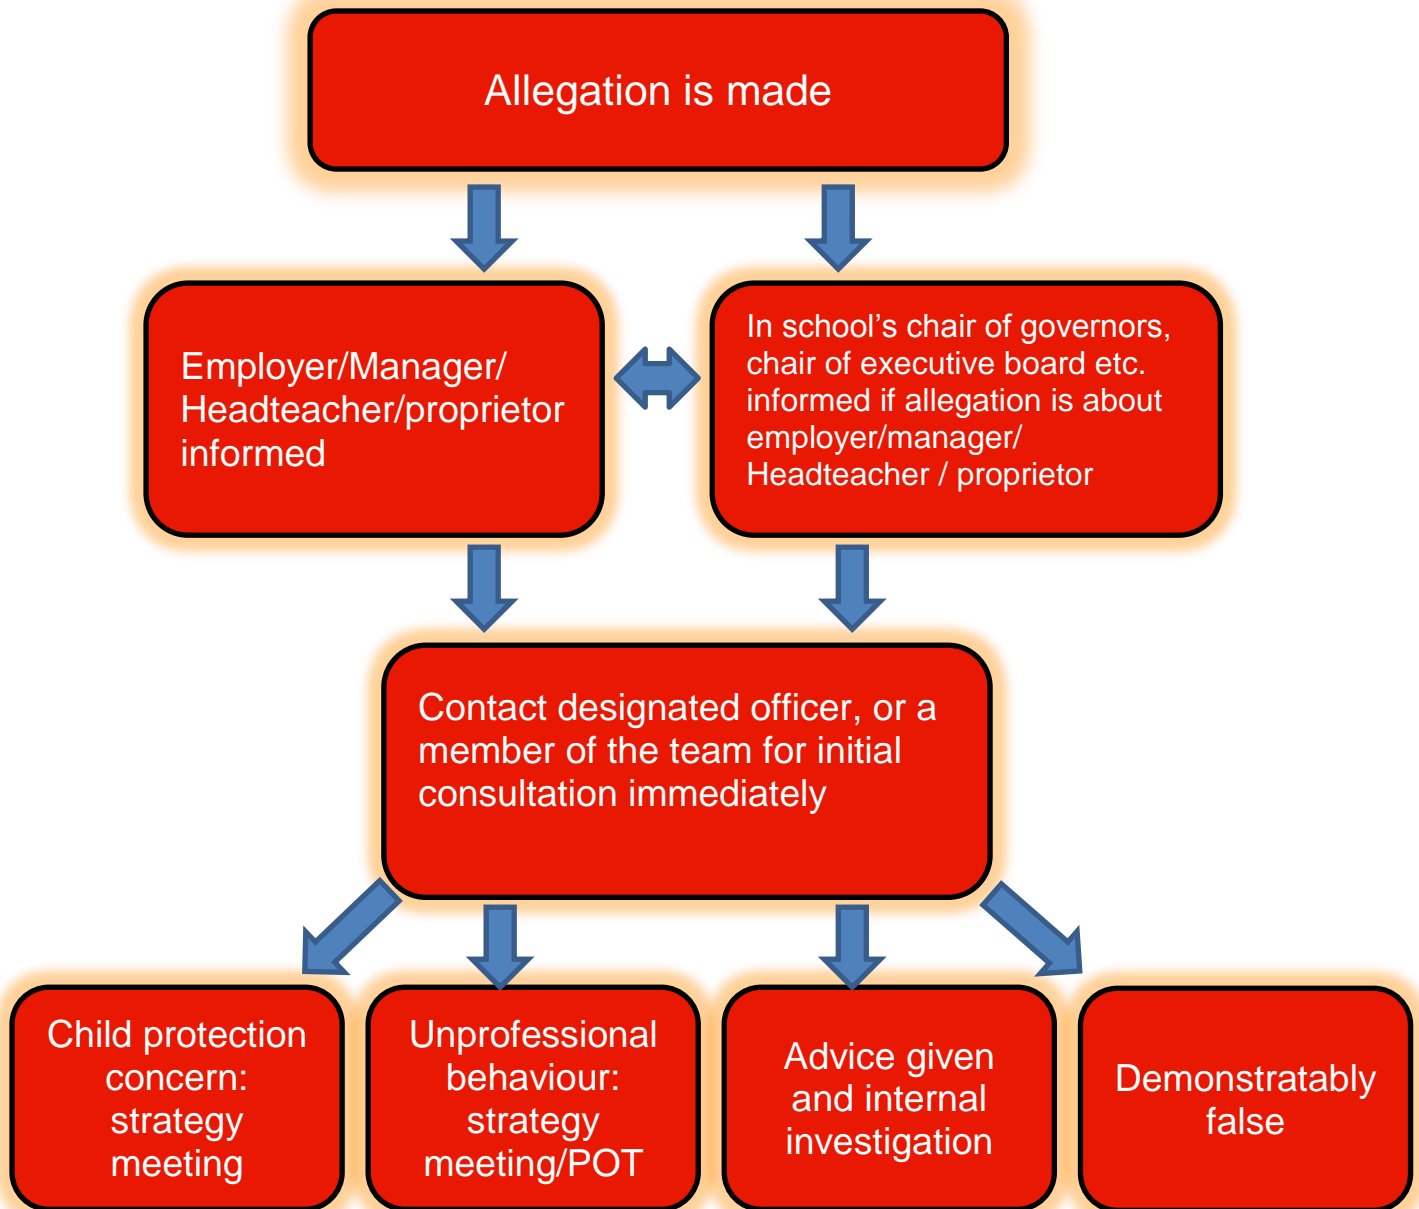 Allegation is made
Employer/Manager/
Headteacher/proprietor
informed
In school’s chair of governors,
chair of executive board etc.
informed if allegation is about
employer/manager/
Headteacher / proprietor
Contact designated officer, or a
member of the team for initial
consultation immediately
Child protection
concern:
strategy
meeting
Unprofessional
behaviour:
strategy
meeting/POT
Advice given
and internal
investigation
Demonstratably
false